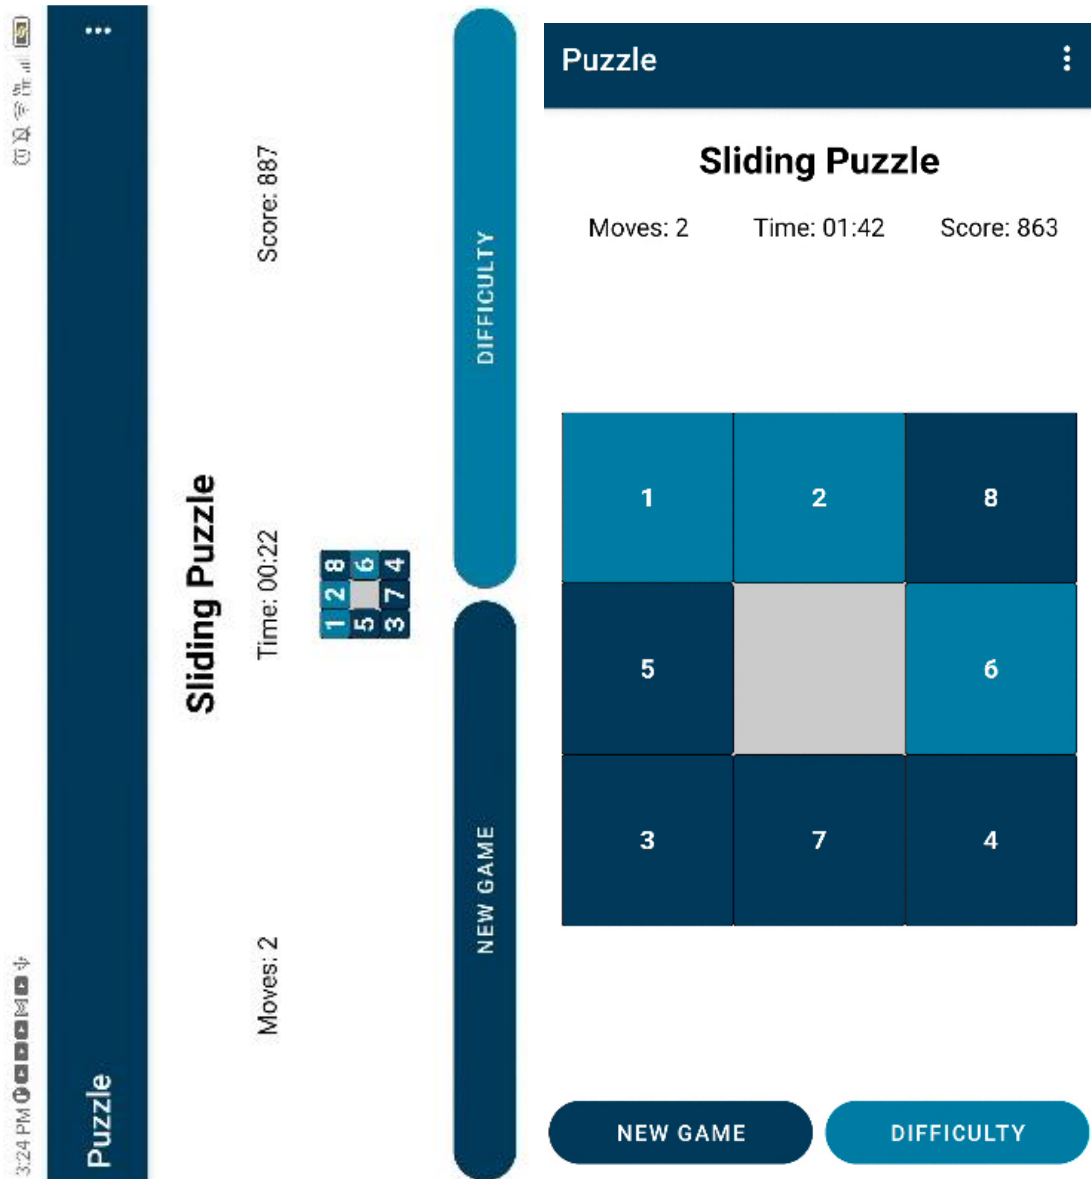 3:24 PM
Puzzle
Sliding Puzzle
Moves: 2 Time: 00:22 Score: 887
1 2 8
5 6
3 7 4
NEW GAME DIFFICULTY
Puzzle
Sliding Puzzle
Moves: 2 Time: 01:42 Score: 863
1 2 8
5 6
3 7 4
NEW GAME DIFFICULTY